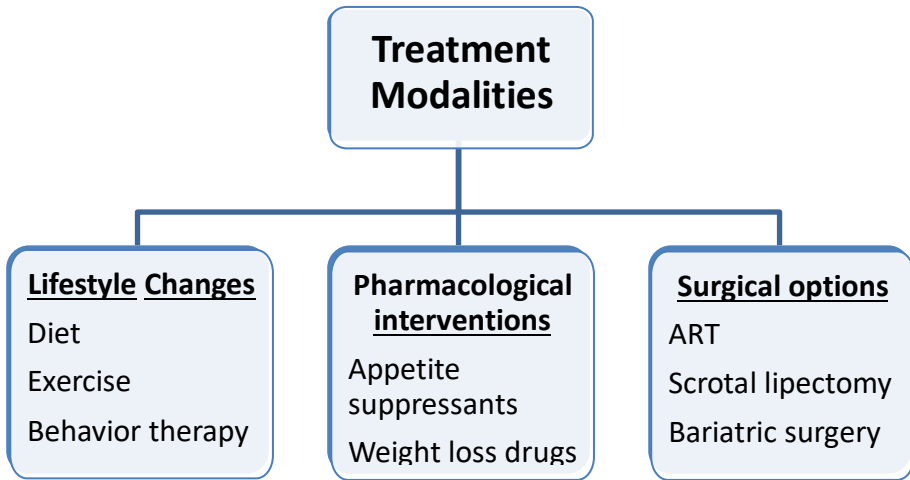 Treatment
Modalities
Lifestyle Changes
Diet
Exercise
Behavior therapy
Pharmacological
interventions
Appetite
suppressants
Weight loss drugs
Surgical options
ART
Scrotal lipectomy
Bariatric surgery